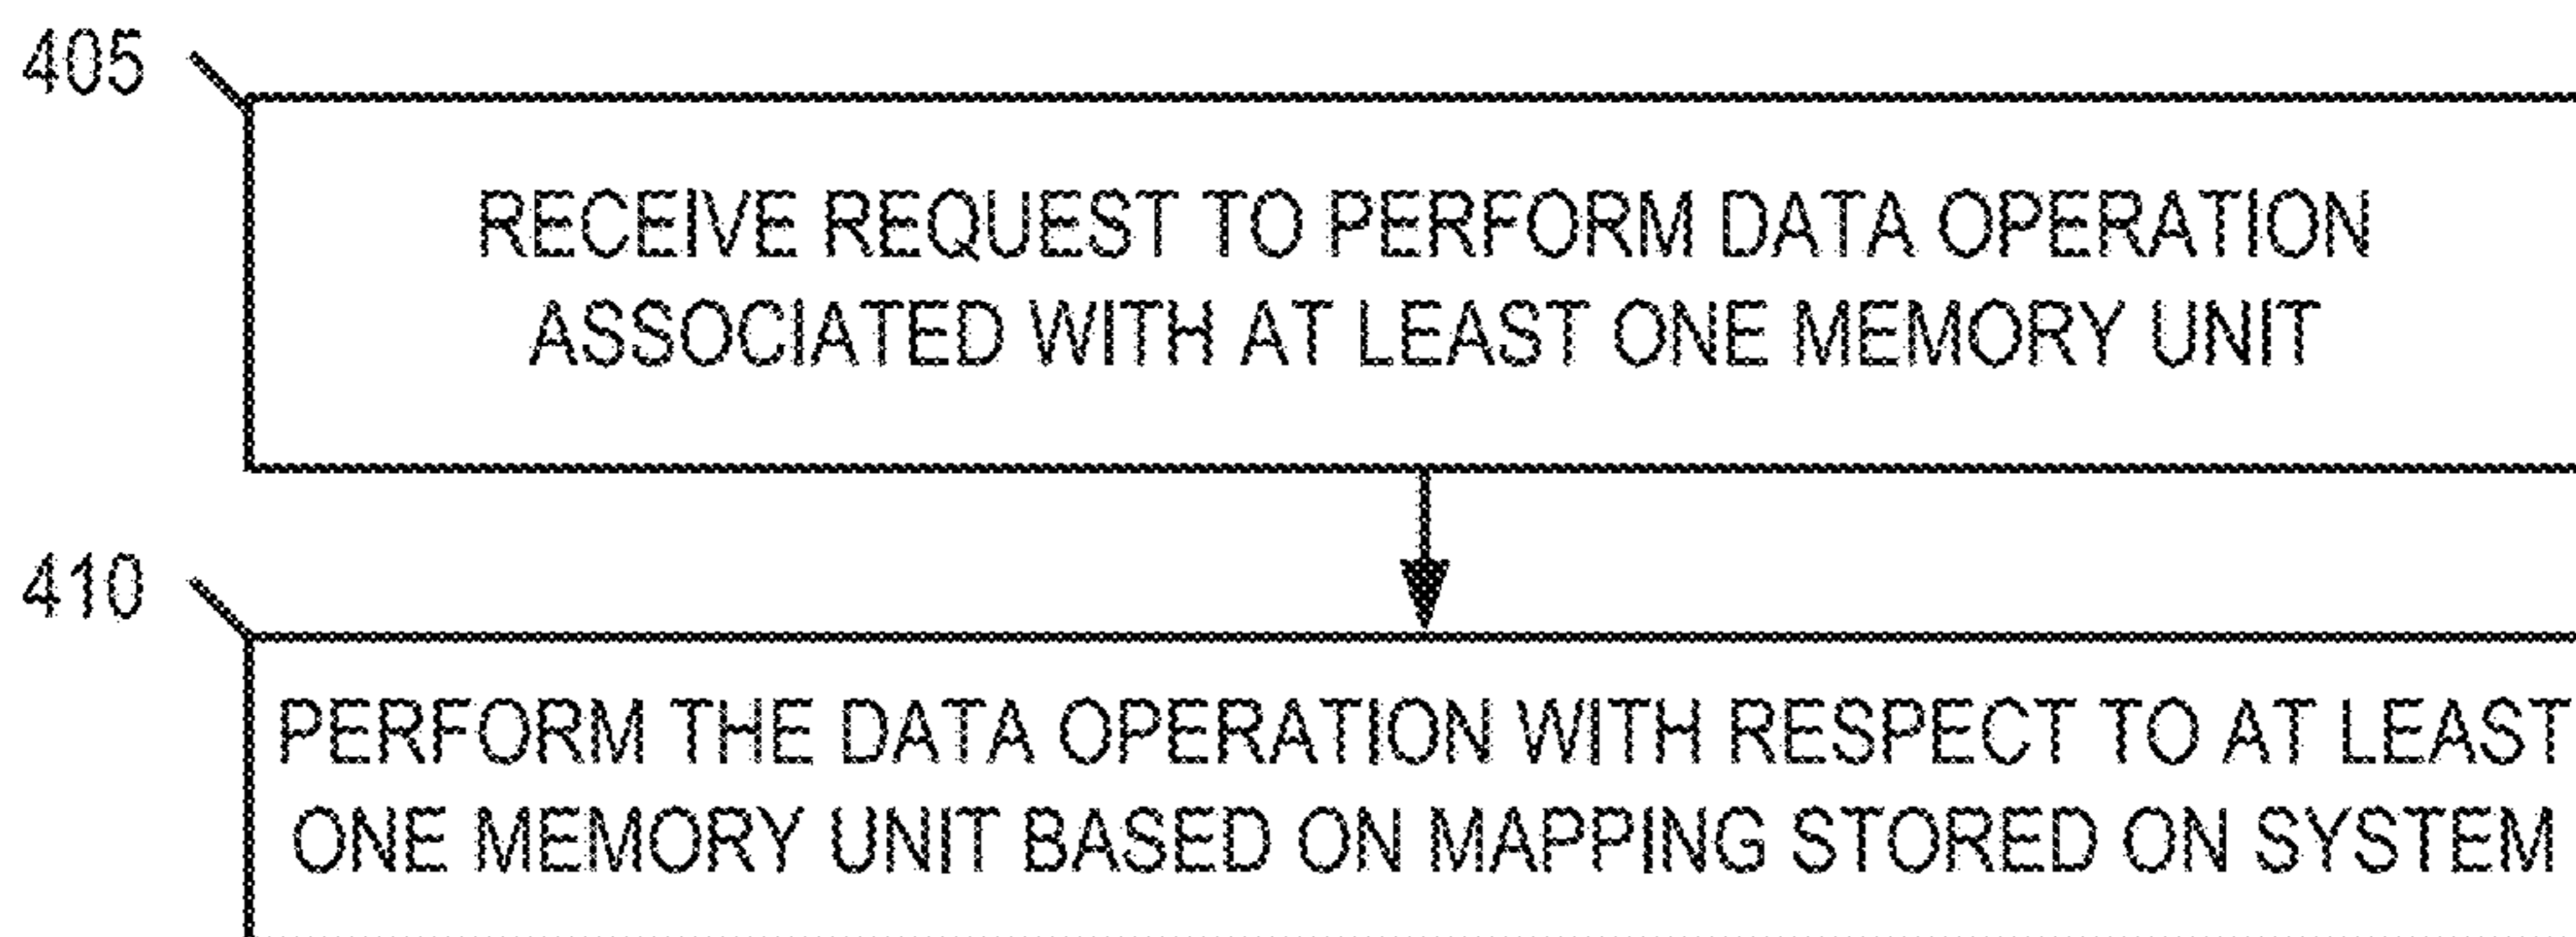 405
RECEIVE REQUEST TO PERFORM DATA OPERATION
ASSOCIATED WITH AT LEAST ONE MEMORY UNIT
410
PERFORM THE DATA OPERATION WITH RESPECT TO AT LEAST
ONE MEMORY UNIT BASED ON MAPPING STORED ON SYSTEM